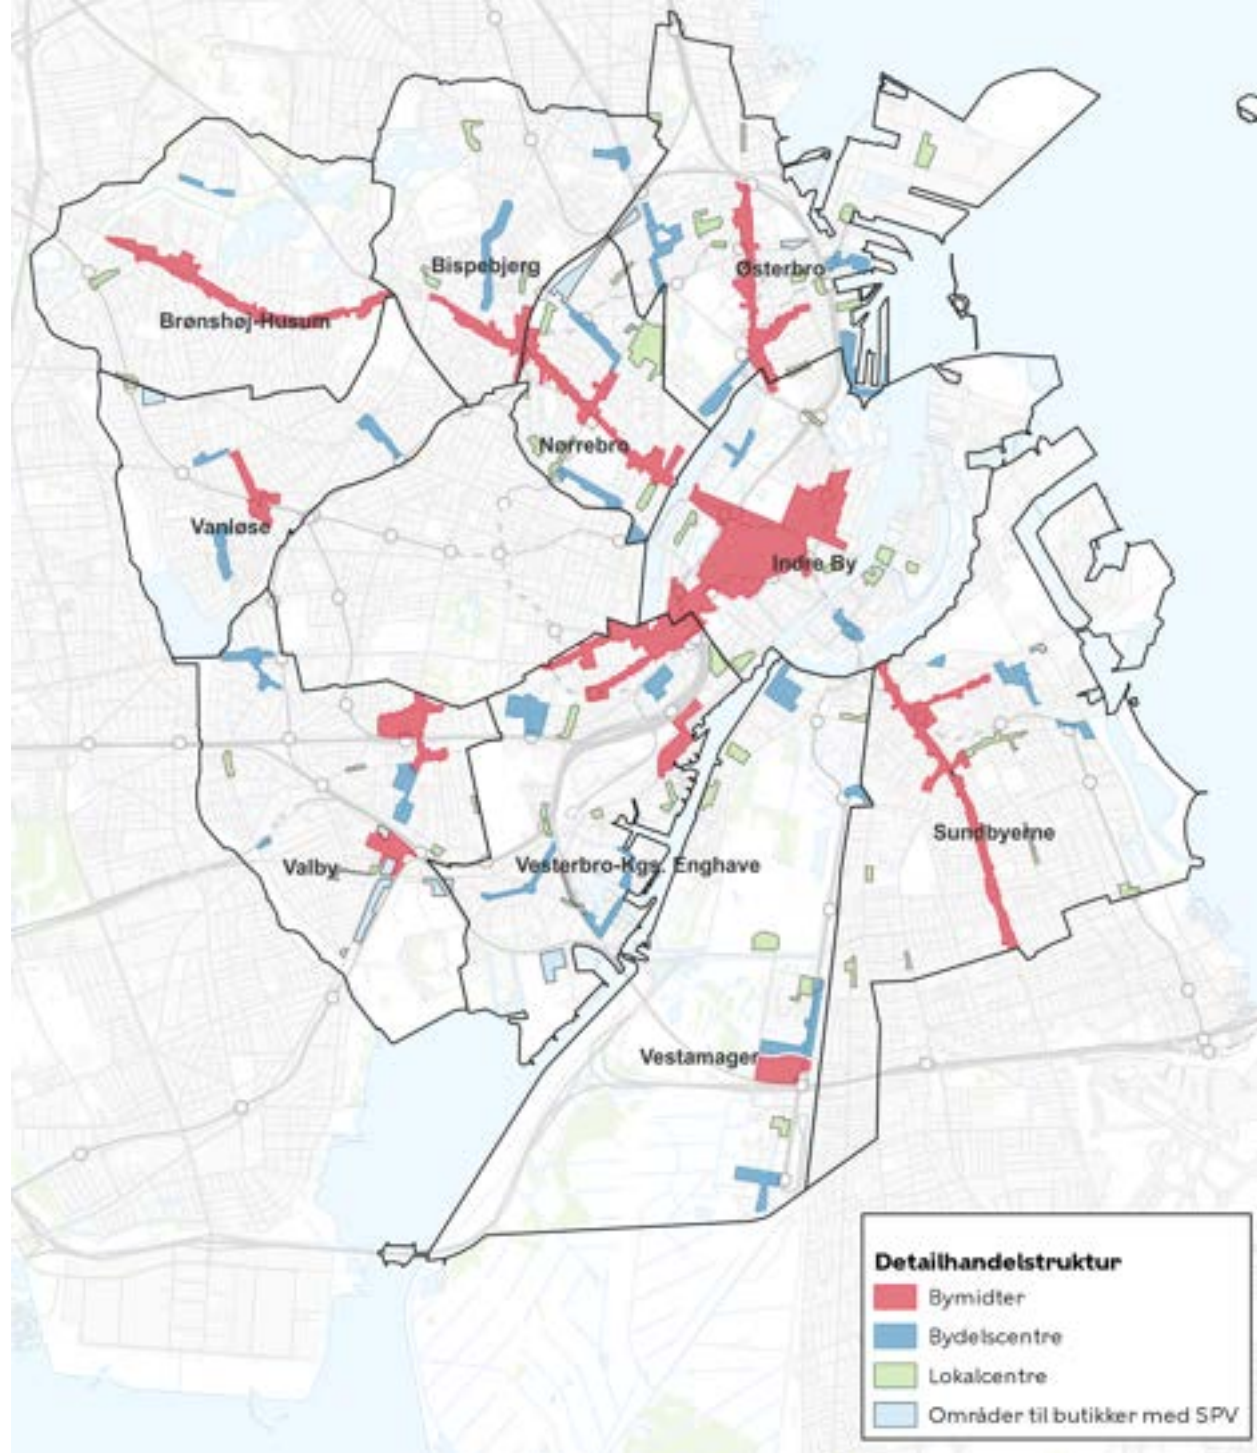 Bispebjerg
Østerbro
Brønshøj-Husum
Nørrebro
Vanløse
Indre By
Sundbyerne
Valby
Vesterbro-Kgs. Enghave
Vestamager
Detailhandelstruktur
Bymidter
Bydelscentre
Lokalcentre
Områder til butikker med SPV